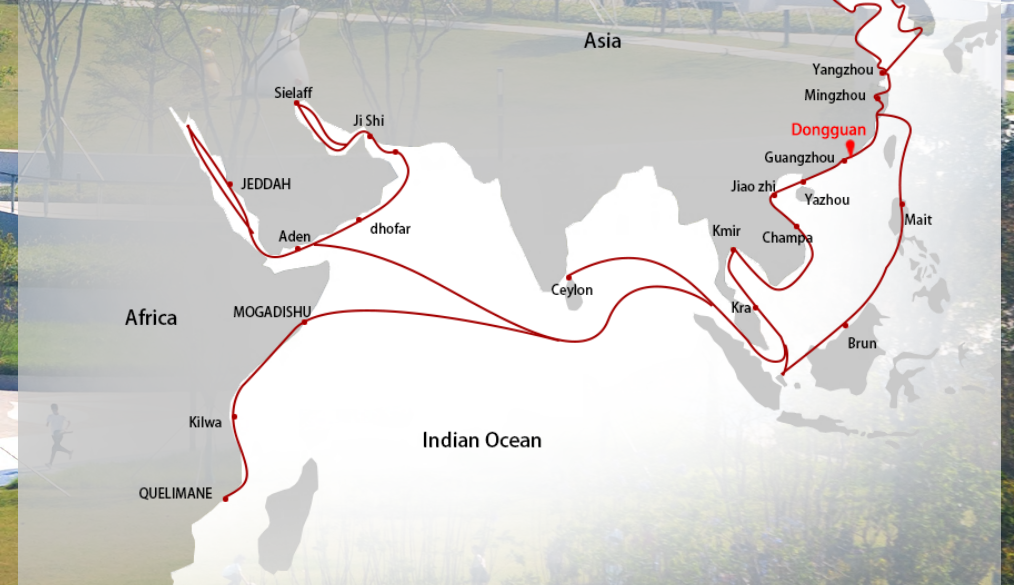 Asia
Yangzhou
Sielaff
Mingzhou
Ji Shi
Dongguan
Guangzhou
JEDDAH
Jiao zhi
Yazhou
Mait
dhofar
Kmir
Aden
Champa
Ceylon
Africa
MOGADISHU
Kra
Brun
Kilwa
Indian Ocean
QUELIMANE